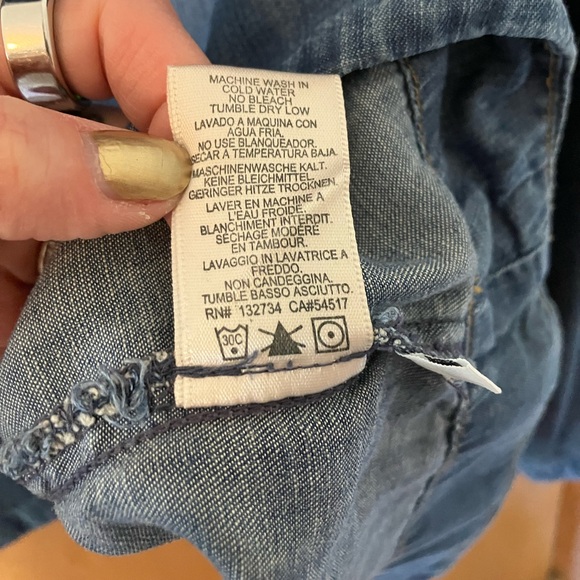 MACHINE WASH IN
COLD WATER
NO BLEACH
TUMBLE DRY LOW
LAVADO A MAQUINA CON
AGUA FRIA.
NO USE BLANQUEADOR.
SECAR A TEMPERATURA BAJA.
MASCHINENWASCHE KALT.
KEINE BLEICHMITTEL.
GERINGER HITZE TROCKNEN.
LAVER EN MACHINE A
L'EAU FROIDE.
BLANCHIMENT INTERDIT.
SÉCHAGE MODÈRE
EN TAMBOUR.
LAVAGGIO IN LAVATRICE A
FREDDO.
NON CANDEGGINA.
TUMBLE BASSO ASCIUTTO.
RN# 132734 CA#54517
30C